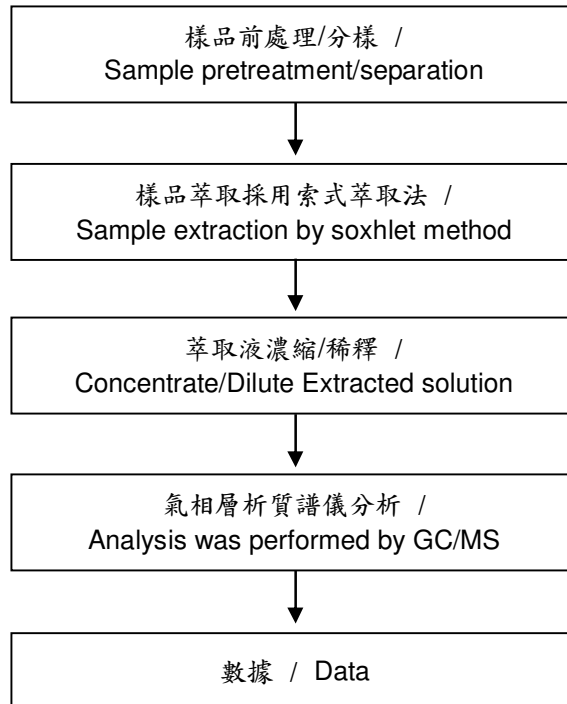 樣品前處理/分樣 /
Sample pretreatment/separation
樣品萃取採用索式萃取法 /
Sample extraction by soxhlet method
萃取液濃縮/稀釋 /
Concentrate/Dilute Extracted solution
氣相層析質譜儀分析 /
Analysis was performed by GC/MS
數據 / Data